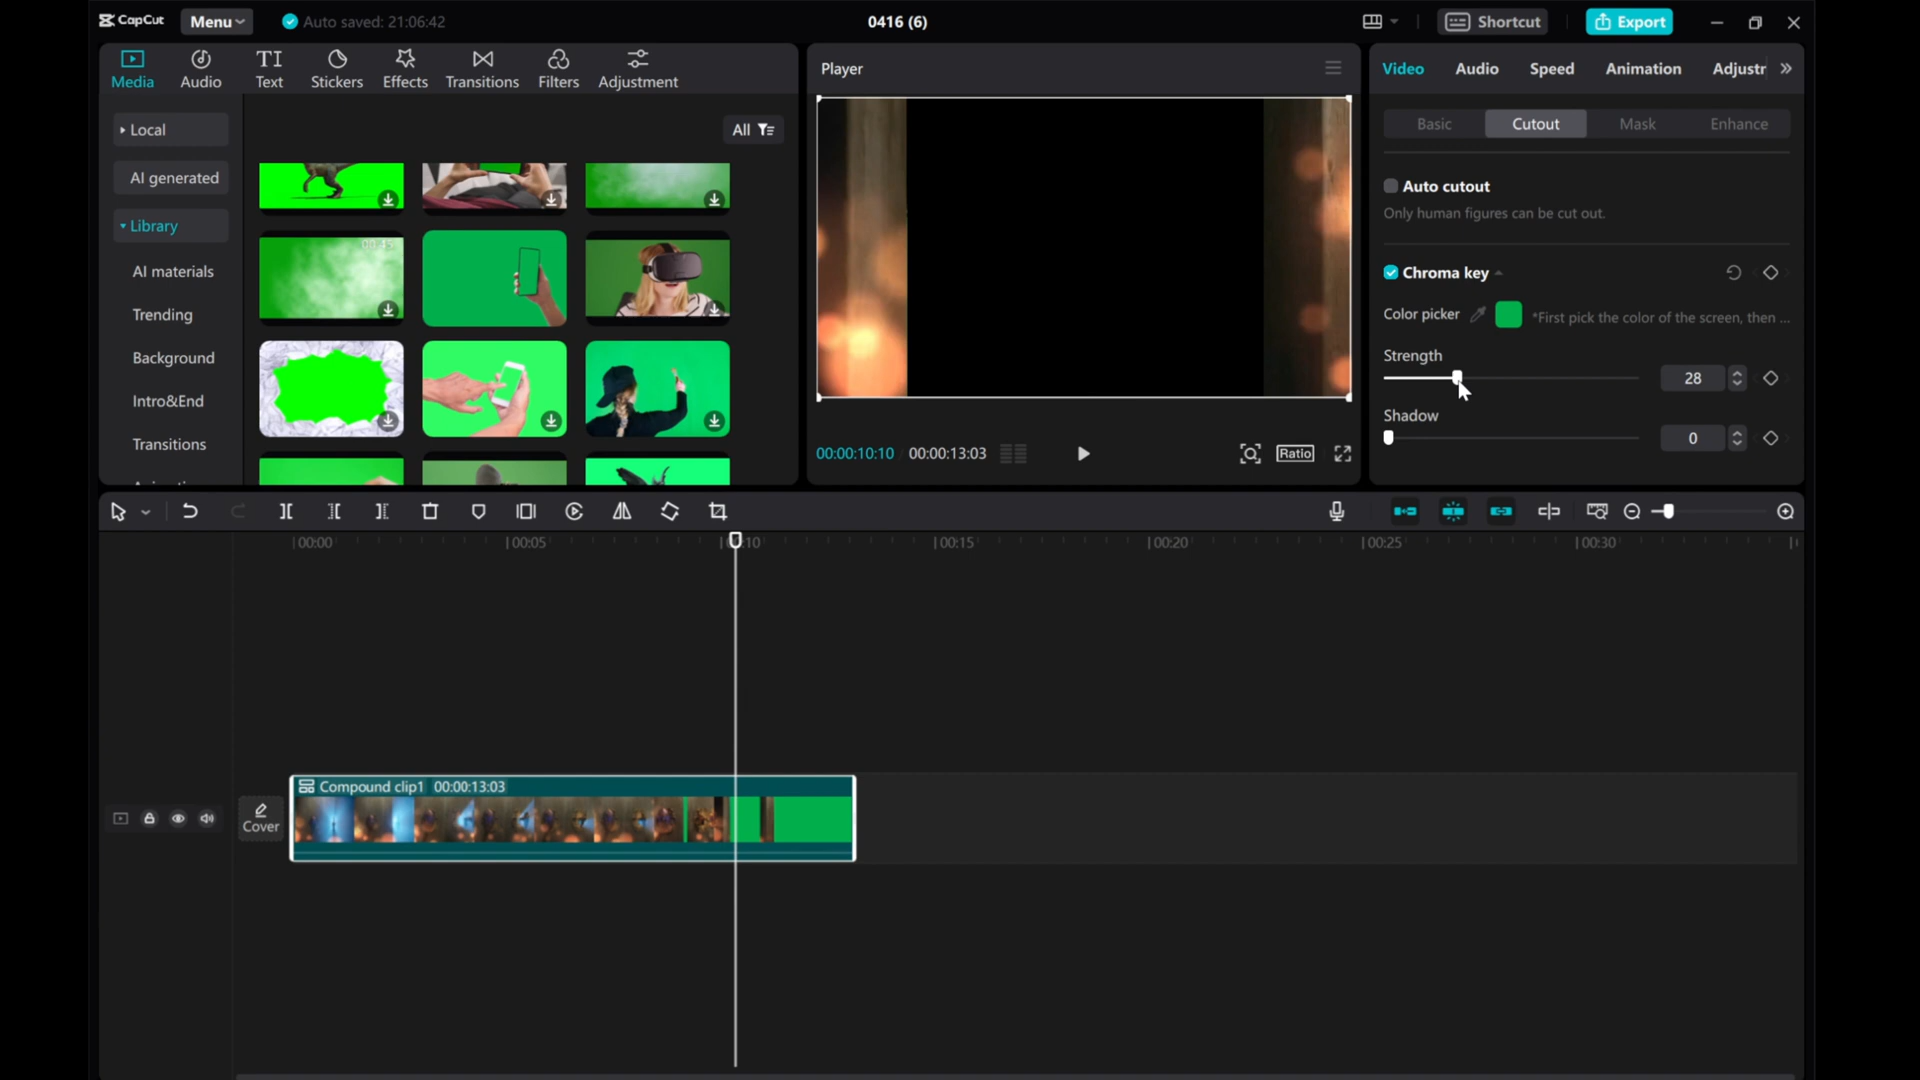 CapCut
Menu
Auto saved: 21:06:42
0416 (6)
Shortcut
Export
Media
Audio
Text
Stickers
Effects
Transitions
Filters
Adjustment
Player
Video
Audio
Speed
Animation
Adjustr
Local
All
Basic
Cutout
Mask
Enhance
AI generated
Auto cutout
Only human figures can be cut out.
Library
00:45
AI materials
Chroma key
Trending
Color picker
*First pick the color of the screen, then ...
Background
Strength
28
Intro&End
Shadow
0
Transitions
00:00:10:10
00:00:13:03
Ratio
00:00
00:05
00:10
00:15
00:20
00:25
00:30
Compound clip1 00:00:13:03
Cover